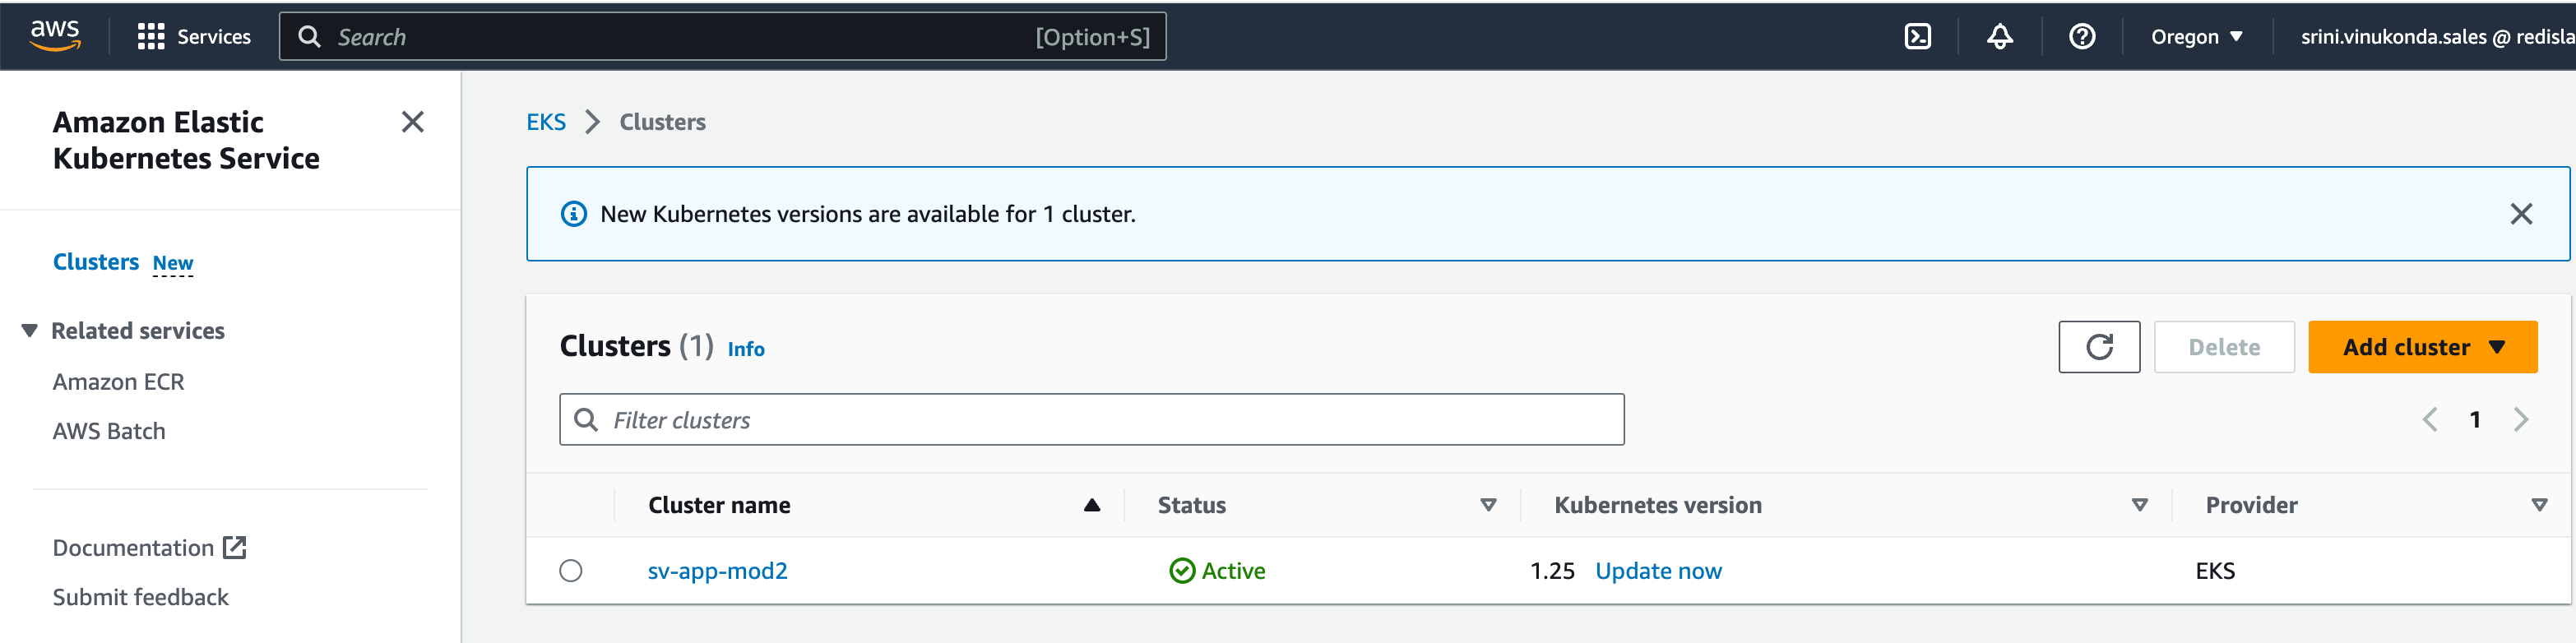 aws
Services
Search
[Option+S]
Oregon
srini.vinukonda.sales @ redisla
Amazon Elastic
Kubernetes Service
Clusters New
Related services
Amazon ECR
AWS Batch
Documentation
Submit feedback
EKS > Clusters
New Kubernetes versions are available for 1 cluster.
Clusters (1) Info
Delete
Add cluster
Filter clusters
1
Cluster name Status Kubernetes version Provider
sv-app-mod2 Active 1.25 Update now EKS